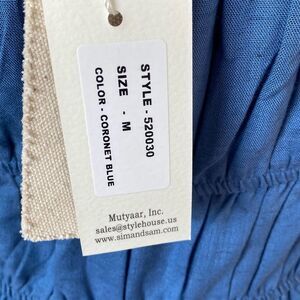 STYLE - 520030
SIZE - M
COLOR - CORONET BLUE
Mutyaar, Inc.
sales@stylehouse.us
www.simandsam.com